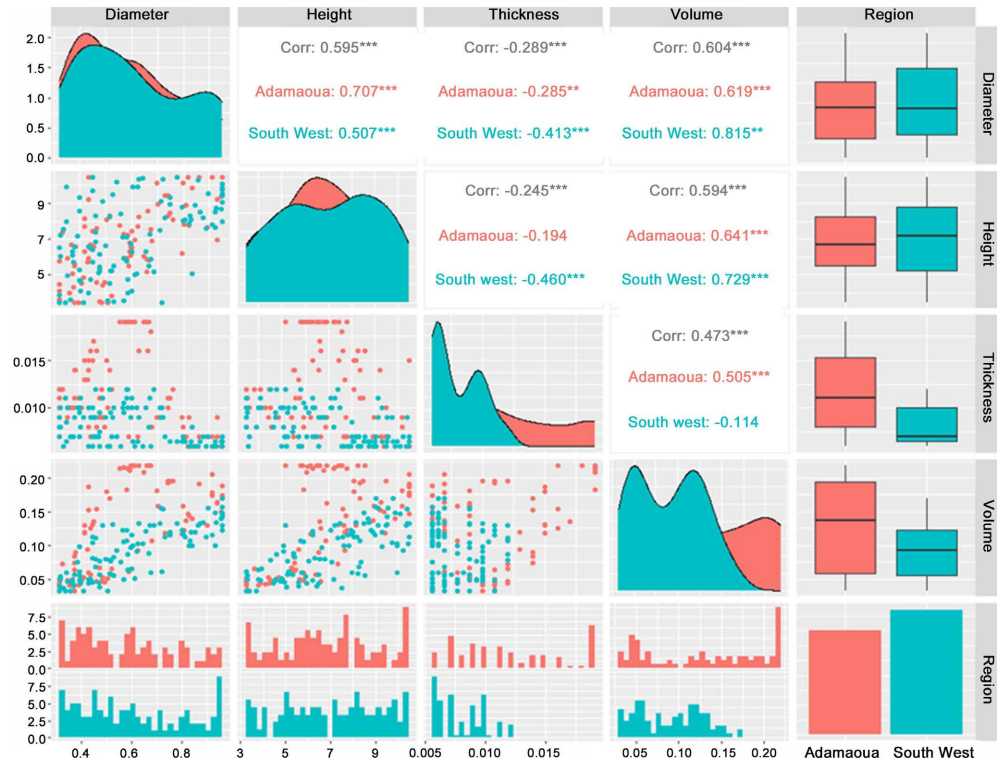 Diameter Height Thickness Volume Region
2.0
1.5
1.0
0.5
0.0
Corr: 0.595***
Adamaoua: 0.707***
South West: 0.507***
Corr: -0.289***
Adamaoua: -0.285**
South West: -0.413***
Corr: 0.604***
Adamaoua: 0.619***
South West: 0.815**
Diameter
9
7
5
Corr: -0.245***
Adamaoua: -0.194
South west: -0.460***
Corr: 0.594***
Adamaoua: 0.641***
South West: 0.729***
Height
0.015
0.010
Corr: 0.473***
Adamaoua: 0.505***
South west: -0.114
Thickness
0.20
0.15
0.10
0.05
Volume
7.5
5.0
2.5
0.0
7.5
5.0
2.5
0.0
Region
0.4 0.6 0.8 3 5 7 9 0.005 0.010 0.015 0.05 0.10 0.15 0.20 Adamaoua South West